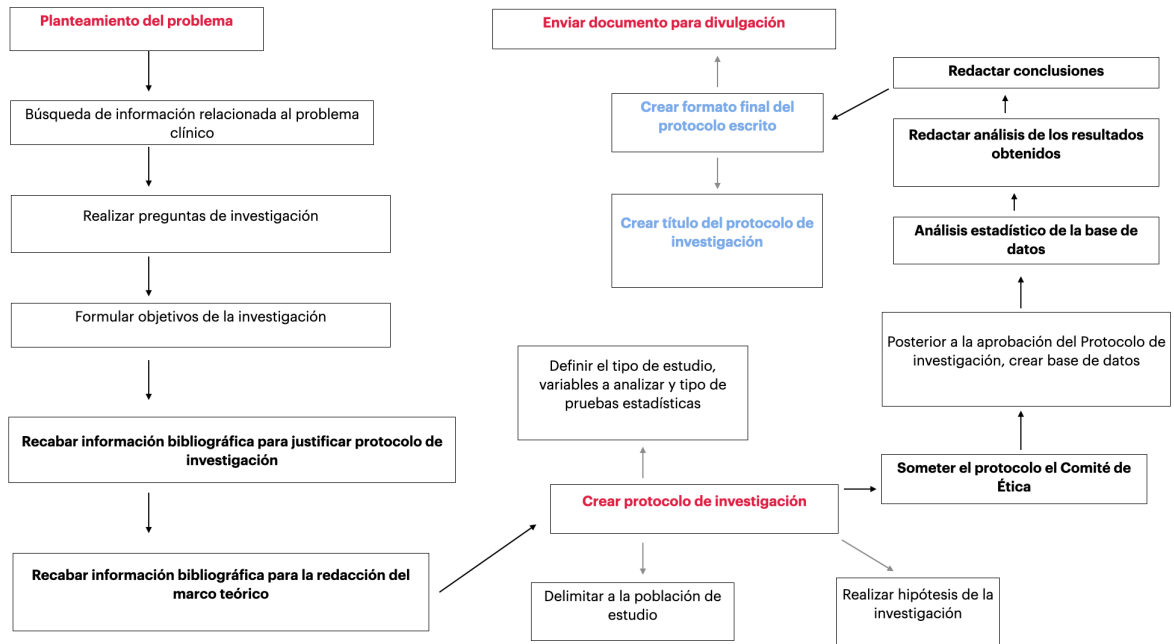 Planteamiento del problema
Búsqueda de información relacionada al problema
clínico
Realizar preguntas de investigación
Formular objetivos de la investigación
Recabar información bibliográfica para justificar protocolo de
investigación
Recabar información bibliográfica para la redacción del
marco teórico
Crear protocolo de investigación
Definir el tipo de estudio,
variables a analizar y tipo de
pruebas estadísticas
Delimitar a la población de
estudio
Realizar hipótesis de la
investigación
Someter el protocolo el Comité de
Ética
Posterior a la aprobación del Protocolo de
investigación, crear base de datos
Análisis estadístico de la base de
datos
Redactar análisis de los resultados
obtenidos
Redactar conclusiones
Crear formato final del
protocolo escrito
Crear título del protocolo de
investigación
Enviar documento para divulgación